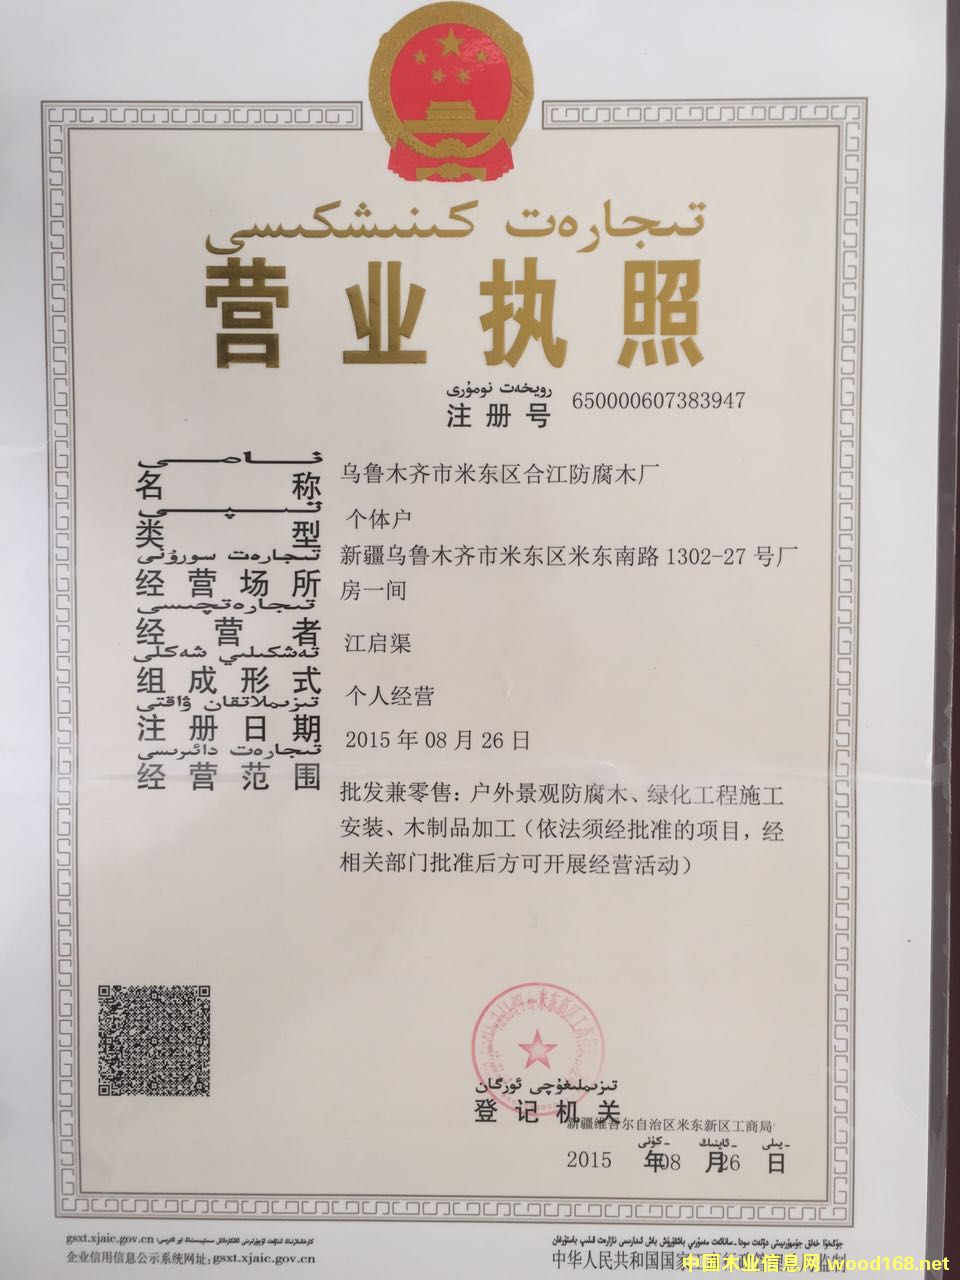 تىجارەت كىنىشكىسى
营业执照
رويخەت نومۇرى
注册号 650000607383947
نامى
名称 乌鲁木齐市米东区合江防腐木厂
تىپى
类型 个体户
تىجارەت سورۇنى
经营场所 新疆乌鲁木齐市米东区米东南路1302-27号厂
房一间
تىجارەتچىسى
经营者 江启渠
تەشكىلىي شەكلى
组成形式 个人经营
تىزىملاتقان ۋاقتى
注册日期 2015年08月26日
تىجارەت دائىرىسى
经营范围
批发兼零售：户外景观防腐木、绿化工程施工
安装、木制品加工（依法须经批准的项目，经
相关部门批准后方可开展经营活动）
تىزىملىغۇچى ئورگان
登记机关
新疆维吾尔自治区米东新区工商局
-يىلى -ئاينىڭ -كۈنى
2015 年 08 月 26 日
gsxt.xjaic.gov.cn
企业信用信息公示系统网址: gsxt.xjaic.gov.cn
中华人民共和国国家
中国木业信息网/wood168.net